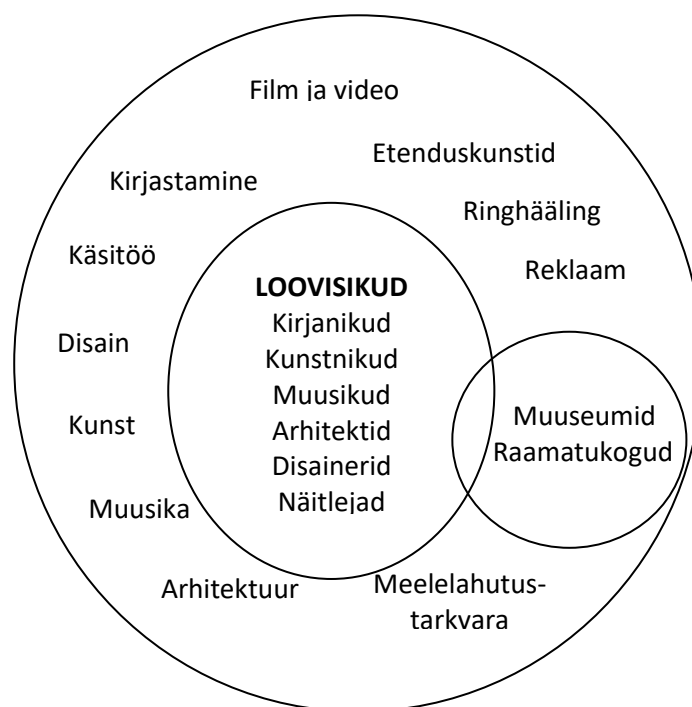 Film ja video
Etenduskunstid
Kirjastamine
Ringhääling
Käsitöö
Reklaam
LOOVISIKUD
Kirjanikud
Kunstnikud
Muusikud
Arhitektid
Disainerid
Näitlejad
Disain
Muuseumid
Raamatukogud
Kunst
Muusika
Arhitektuur
Meelelahutus-
tarkvara